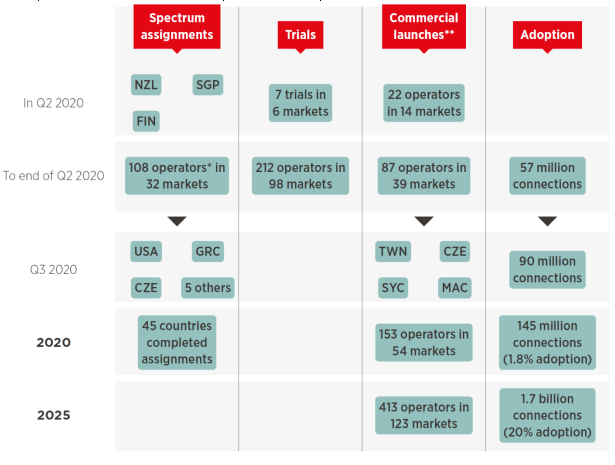 Spectrum
assignments
Trials
Commercial
launches**
Adoption
In Q2 2020
NZL
SGP
FIN
7 trials in
6 markets
22 operators
in 14 markets
To end of Q2 2020
108 operators* in
32 markets
212 operators in
98 markets
87 operators in
39 markets
57 million
connections
Q3 2020
USA
GRC
CZE
5 others
TWN
CZE
SYC
MAC
90 million
connections
2020
45 countries
completed
assignments
153 operators in
54 markets
145 million
connections
(1.8% adoption)
2025
413 operators in
123 markets
1.7 billion
connections
(20% adoption)